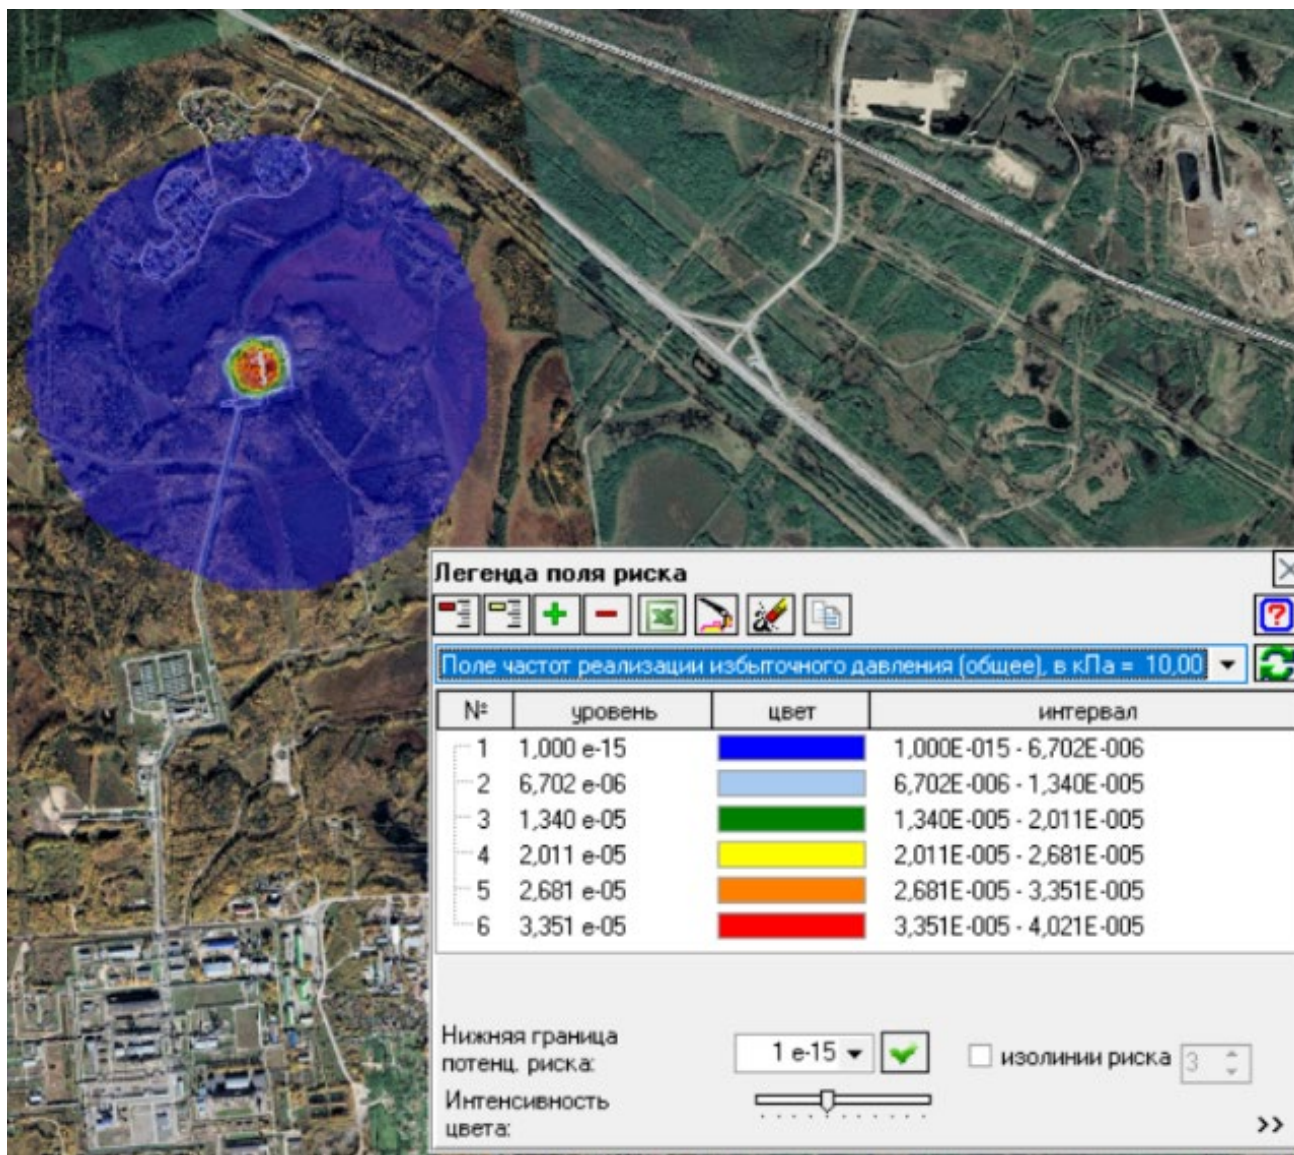 Легенда поля риска
Поле частот реализации избыточного давления (общее), в кПа = 10,00
№ уровень цвет интервал
1 1,000 e-15 1,000E-015 - 6,702E-006
2 6,702 e-06 6,702E-006 - 1,340E-005
3 1,340 e-05 1,340E-005 - 2,011E-005
4 2,011 e-05 2,011E-005 - 2,681E-005
5 2,681 e-05 2,681E-005 - 3,351E-005
6 3,351 e-05 3,351E-005 - 4,021E-005
Нижняя граница
потенц. риска:
1 e-15
изолинии риска 3
Интенсивность
цвета:
>>